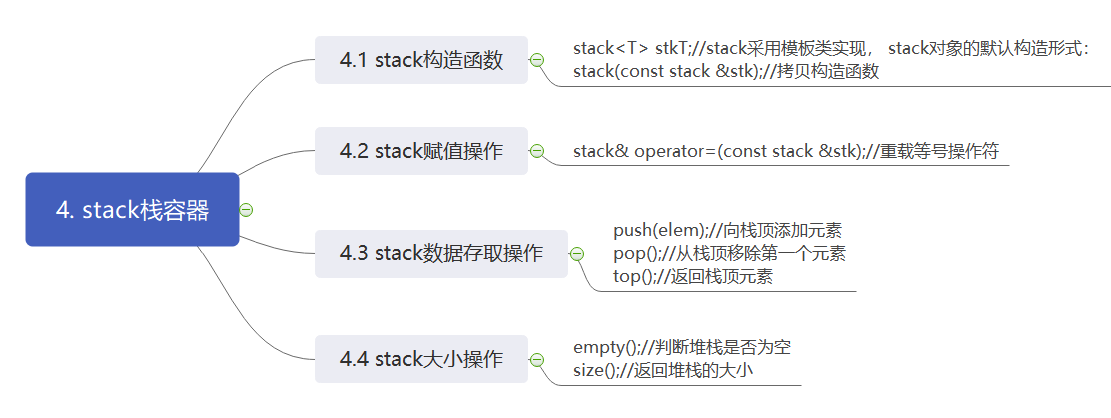 4. stack栈容器
4.1 stack构造函数
stack<T> stkT;//stack采用模板类实现， stack对象的默认构造形式：
stack(const stack &stk);//拷贝构造函数
4.2 stack赋值操作
stack& operator=(const stack &stk);//重载等号操作符
4.3 stack数据存取操作
push(elem);//向栈顶添加元素
pop();//从栈顶移除第一个元素
top();//返回栈顶元素
4.4 stack大小操作
empty();//判断堆栈是否为空
size();//返回堆栈的大小